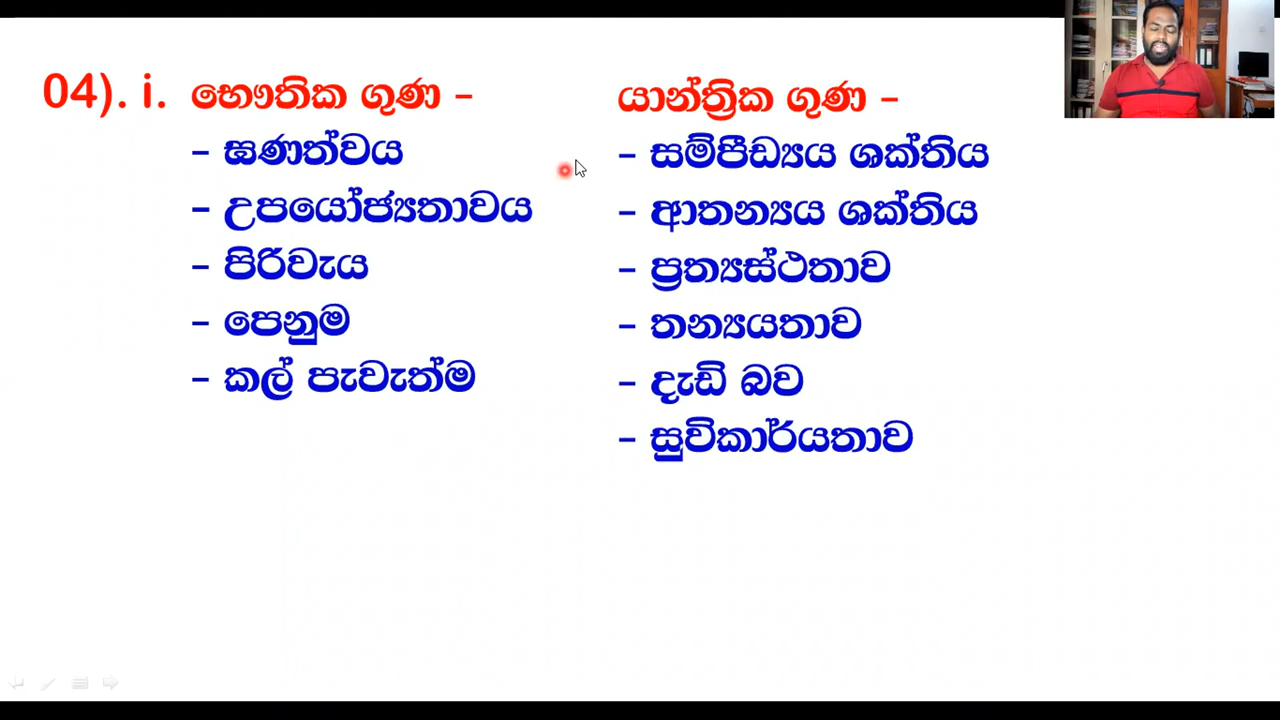 04). i. භෞතික ගුණ –
– ඝණත්වය
– උපයෝජ්‍යතාවය
– පිරිවැය
– පෙනුම
– කල් පැවැත්ම
යාන්ත්‍රික ගුණ –
– සම්පීඩ්‍යය ශක්තිය
– ආතන්‍යය ශක්තිය
– ප්‍රත්‍යස්ථතාව
– තන්‍යයතාව
– දැඩි බව
– සුවිකාර්යතාව